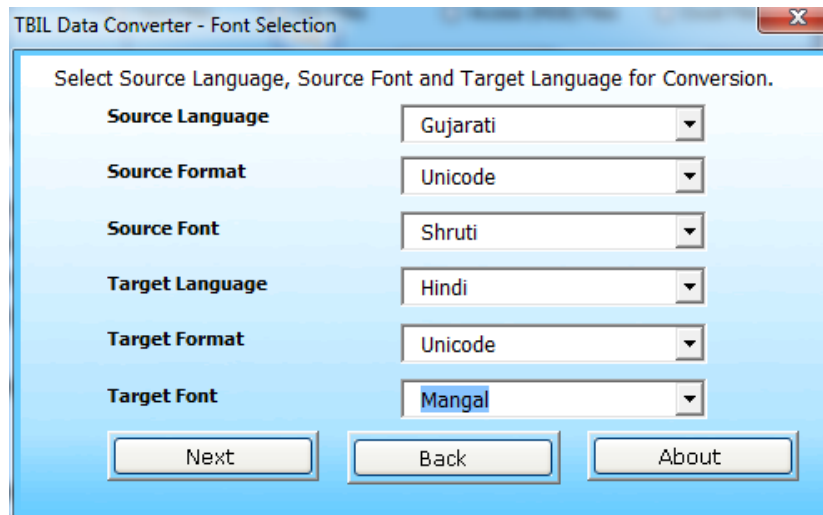 TBIL Data Converter - Font Selection
Select Source Language, Source Font and Target Language for Conversion.
Source Language Gujarati
Source Format Unicode
Source Font Shruti
Target Language Hindi
Target Format Unicode
Target Font Mangal
Next Back About